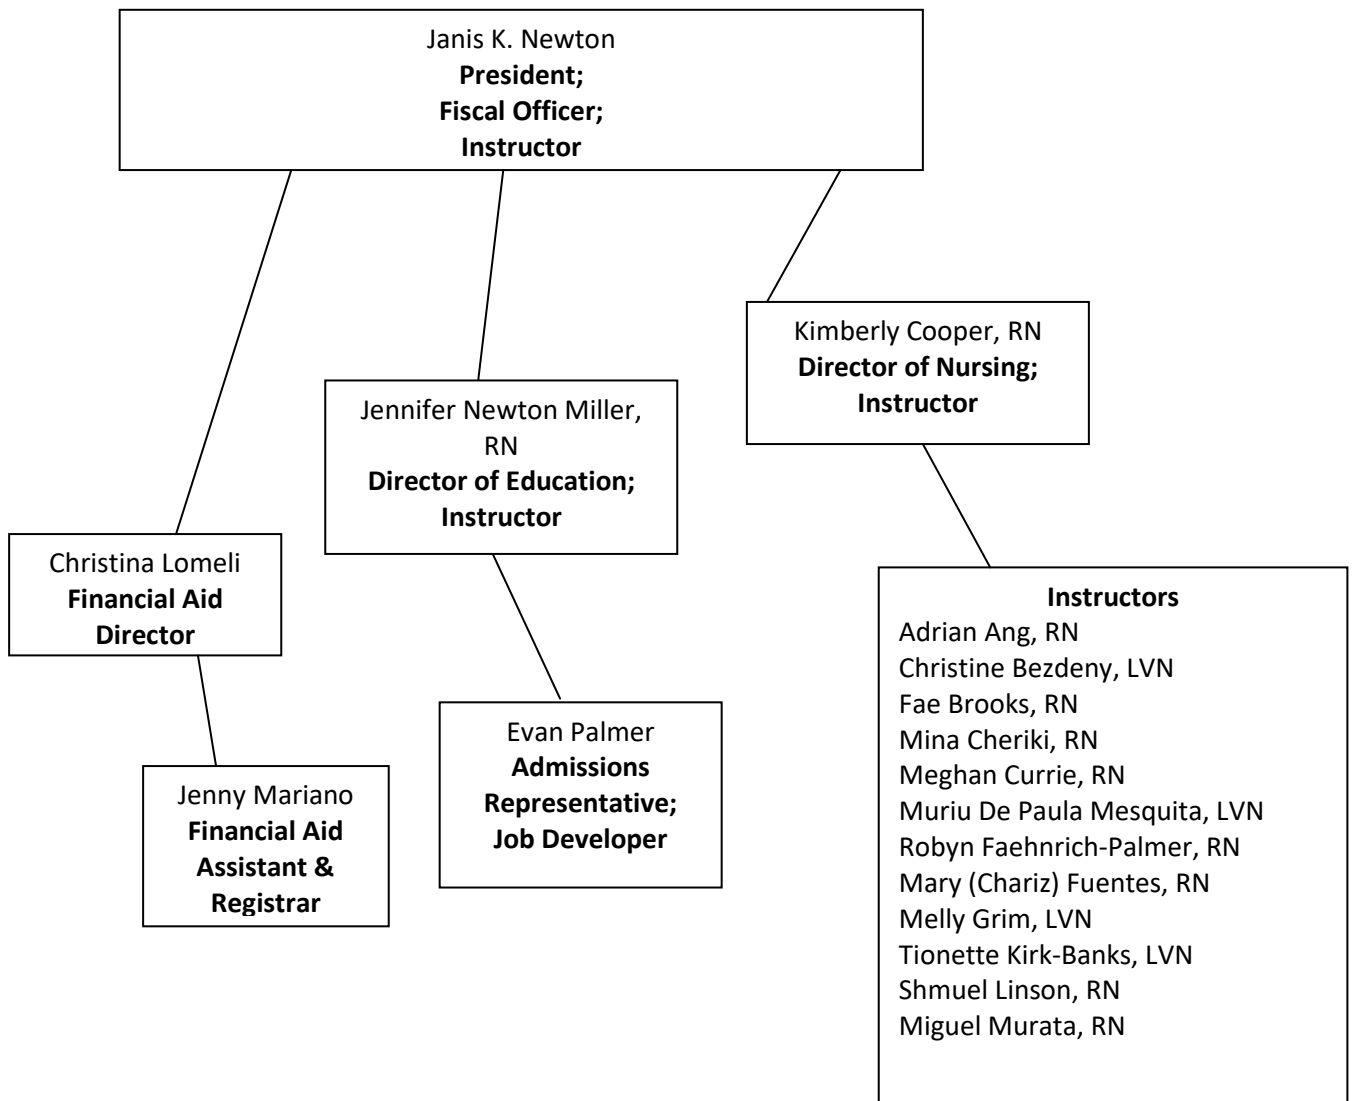 Janis K. Newton
President;
Fiscal Officer;
Instructor
Kimberly Cooper, RN
Director of Nursing;
Instructor
Jennifer Newton Miller,
RN
Director of Education;
Instructor
Christina Lomeli
Financial Aid
Director
Instructors
Adrian Ang, RN
Christine Bezdeny, LVN
Fae Brooks, RN
Mina Cheriki, RN
Meghan Currie, RN
Muriu De Paula Mesquita, LVN
Robyn Faehnrich-Palmer, RN
Mary (Chariz) Fuentes, RN
Melly Grim, LVN
Tionette Kirk-Banks, LVN
Shmuel Linson, RN
Miguel Murata, RN
Evan Palmer
Admissions
Representative;
Job Developer
Jenny Mariano
Financial Aid
Assistant &
Registrar